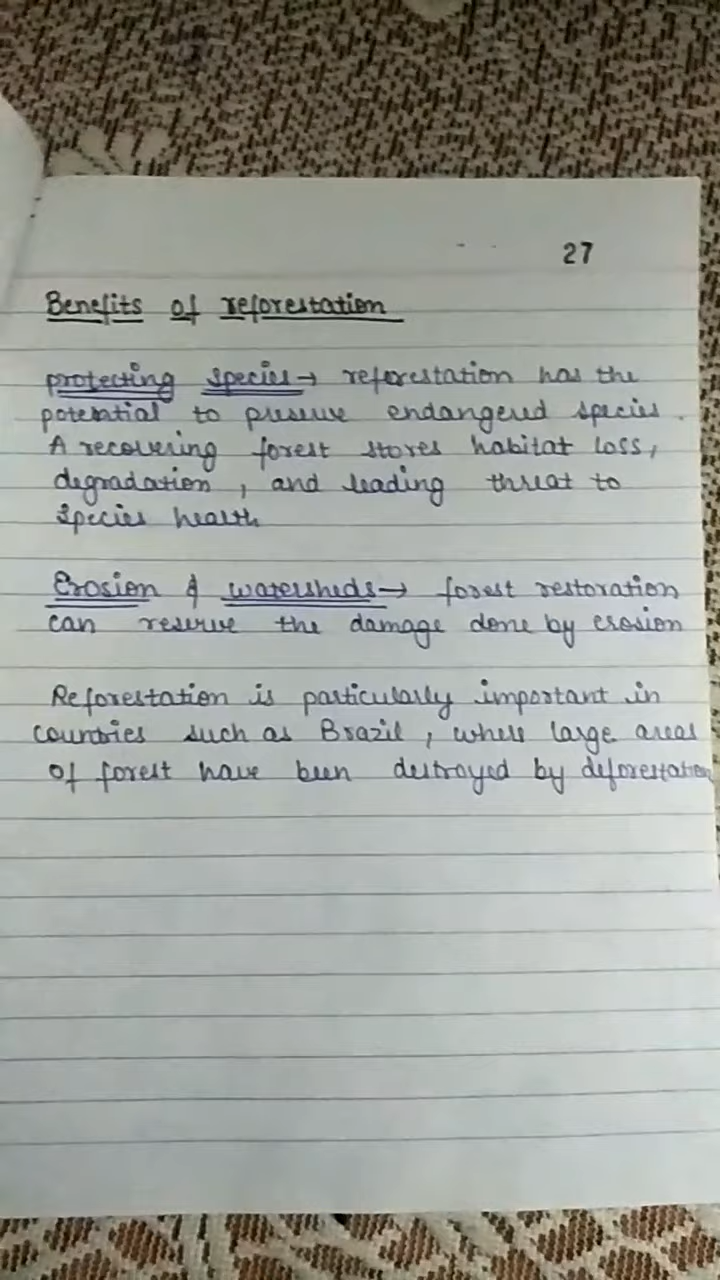 27
Benefits of reforestation
protecting species → reforestation has the
potential to preserve endangered species.
A recovering forest stores habitat loss,
degradation, and leading threat to
species health
Erosion & watersheds → forest restoration
can reserve the damage done by erosion
Reforestation is particularly important in
countries such as Brazil, where large areas
of forest have been destroyed by deforestation